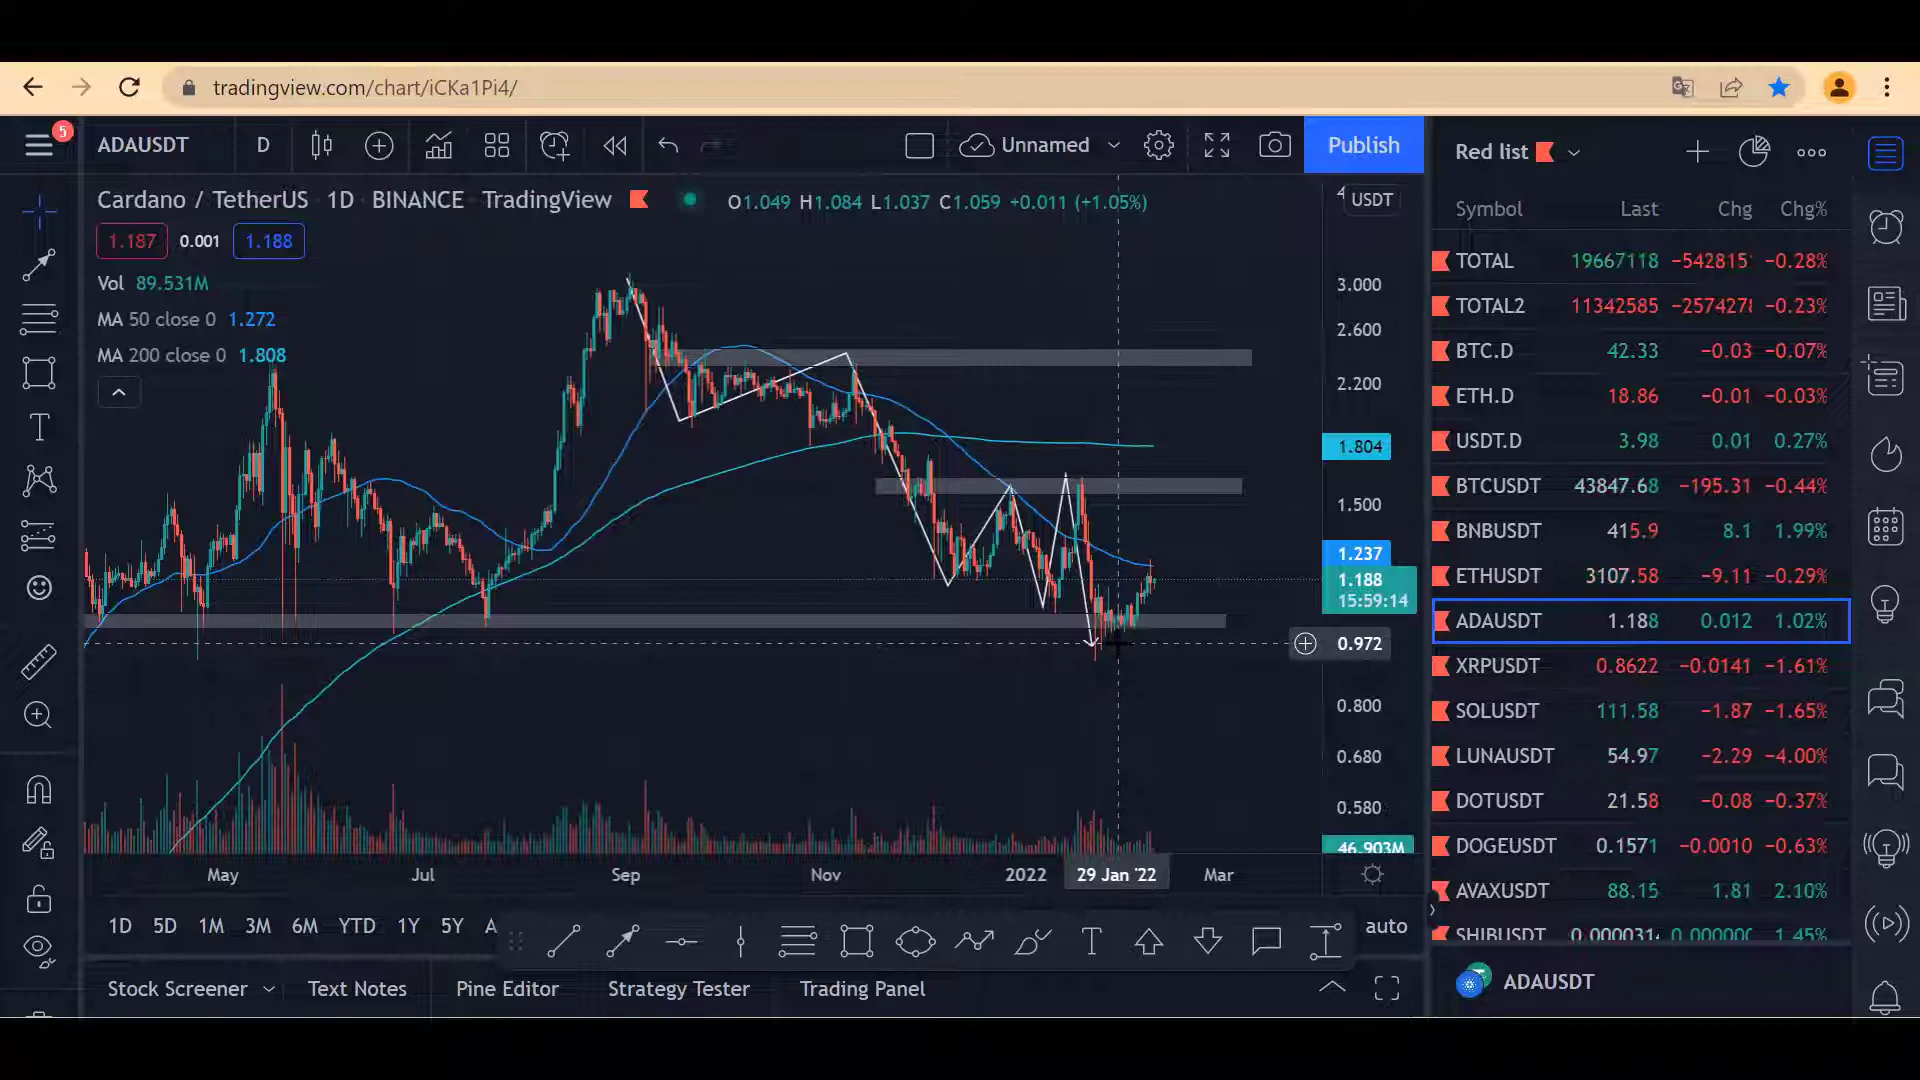 tradingview.com/chart/iCKa1Pi4/
5
ADAUSDT D Unnamed Publish
Red list
Cardano / TetherUS 1D BINANCE TradingView O1.049 H1.084 L1.037 C1.059 +0.011 (+1.05%)
USDT
Symbol Last Chg Chg%
1.187 0.001 1.188
Vol 89.531M
MA 50 close 0 1.272
MA 200 close 0 1.808
3.000
2.600
2.200
1.804
1.500
1.237
1.188
15:59:14
0.972
0.800
0.680
0.580
46.903M
TOTAL 19667118 −542815 −0.28%
TOTAL2 11342585 −257427 −0.23%
BTC.D 42.33 −0.03 −0.07%
ETH.D 18.86 −0.01 −0.03%
USDT.D 3.98 0.01 0.27%
BTCUSDT 43847.68 −195.31 −0.44%
BNBUSDT 415.9 8.1 1.99%
ETHUSDT 3107.58 −9.11 −0.29%
ADAUSDT 1.188 0.012 1.02%
XRPUSDT 0.8622 −0.0141 −1.61%
SOLUSDT 111.58 −1.87 −1.65%
LUNAUSDT 54.97 −2.29 −4.00%
DOTUSDT 21.58 −0.08 −0.37%
DOGEUSDT 0.1571 −0.0010 −0.63%
AVAXUSDT 88.15 1.81 2.10%
SHIBUSDT 0.0000314 0.000000 1.45%
May Jul Sep Nov 2022 29 Jan '22 Mar
1D 5D 1M 3M 6M YTD 1Y 5Y A auto
Stock Screener Text Notes Pine Editor Strategy Tester Trading Panel
ADAUSDT